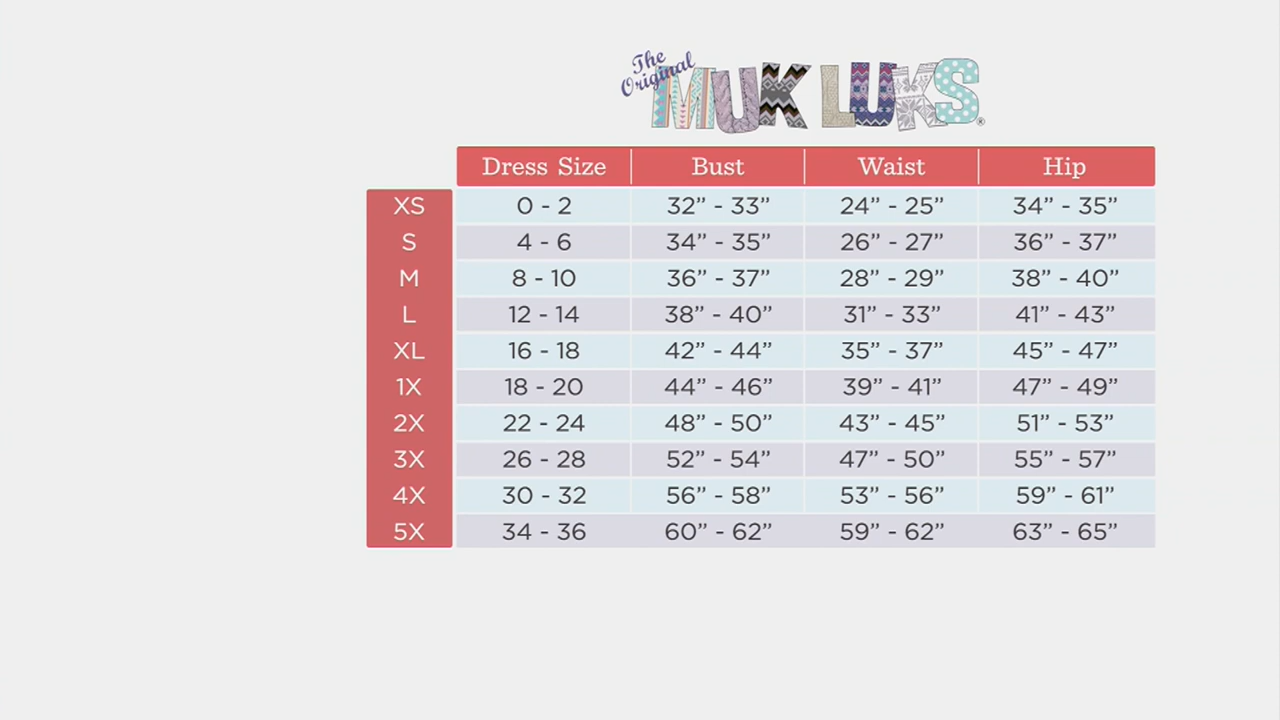 The Original MUK LUKS®
Dress Size Bust Waist Hip
XS 0 - 2 32” - 33” 24” - 25” 34” - 35”
S 4 - 6 34” - 35” 26” - 27” 36” - 37”
M 8 - 10 36” - 37” 28” - 29” 38” - 40”
L 12 - 14 38” - 40” 31” - 33” 41” - 43”
XL 16 - 18 42” - 44” 35” - 37” 45” - 47”
1X 18 - 20 44” - 46” 39” - 41” 47” - 49”
2X 22 - 24 48” - 50” 43” - 45” 51” - 53”
3X 26 - 28 52” - 54” 47” - 50” 55” - 57”
4X 30 - 32 56” - 58” 53” - 56” 59” - 61”
5X 34 - 36 60” - 62” 59” - 62” 63” - 65”